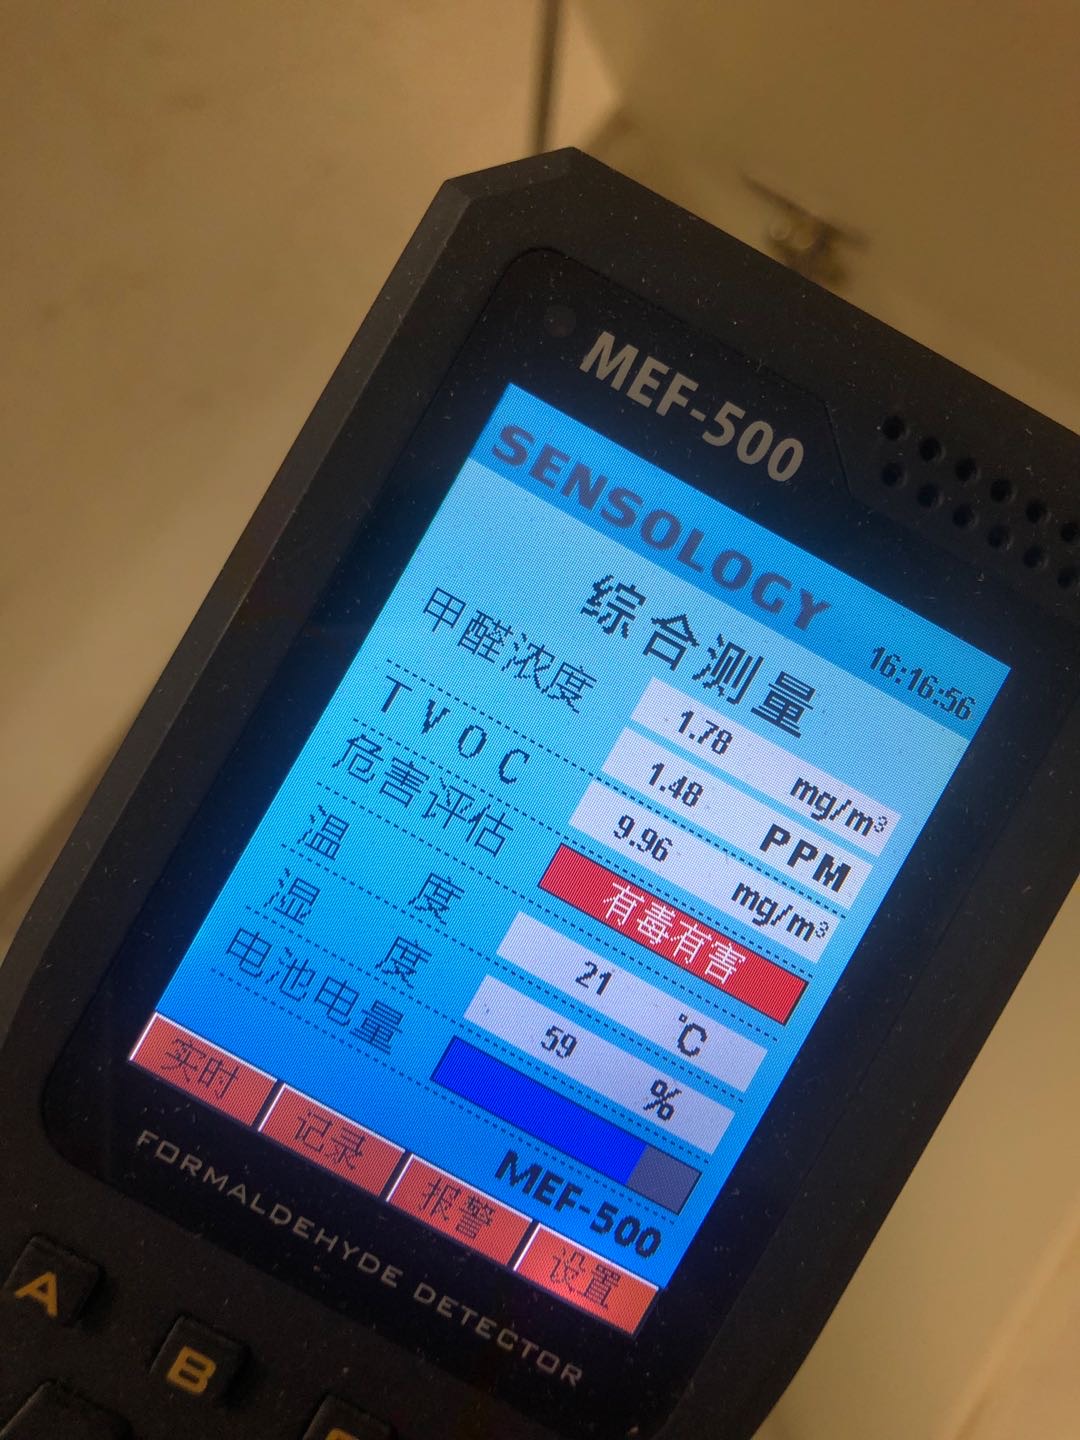 MEF-500
SENSOLOGY
16:16:56
综合测量
甲醛浓度 1.78 mg/m³
1.48 PPM
TVOC 9.96 mg/m³
危害评估 有毒有害
温度 21 ℃
湿度 59 %
电池电量
MEF-500
实时 记录 报警 设置
FORMALDEHYDE DETECTOR
A
B